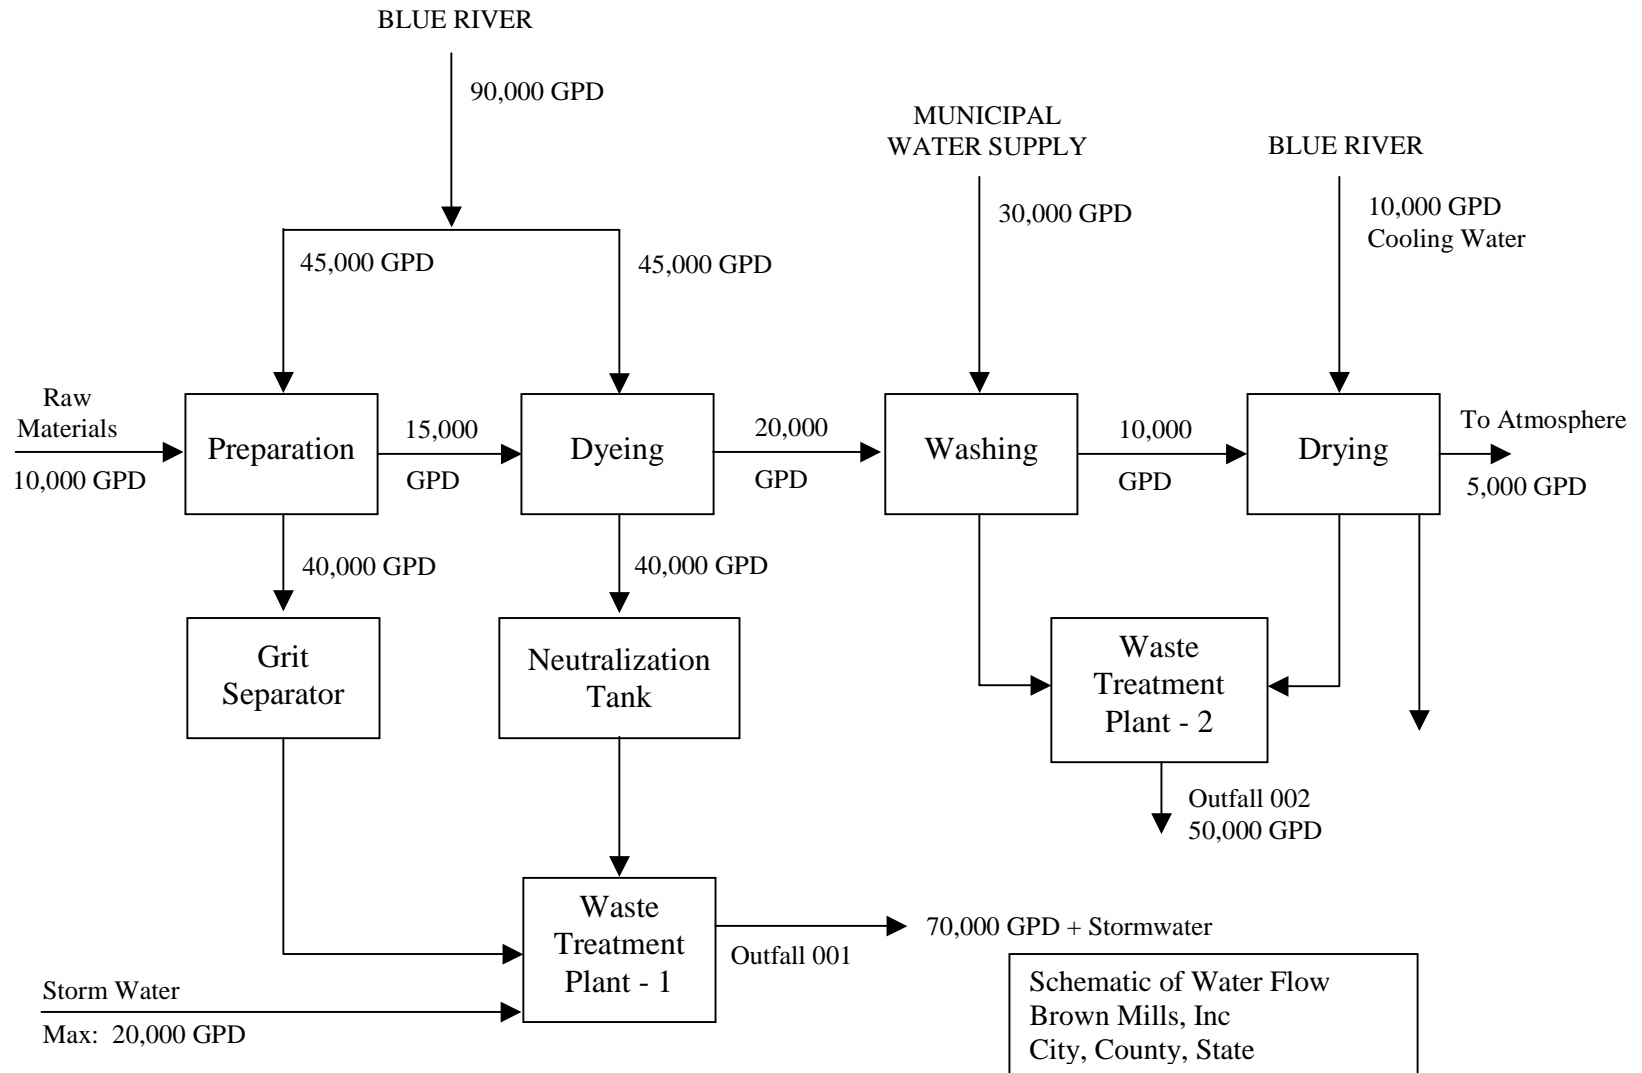 BLUE RIVER
90,000 GPD
MUNICIPAL
WATER SUPPLY
BLUE RIVER
30,000 GPD
10,000 GPD
Cooling Water
45,000 GPD
45,000 GPD
Raw
Materials
10,000 GPD
Preparation
15,000
GPD
Dyeing
20,000
GPD
Washing
10,000
GPD
Drying
To Atmosphere
5,000 GPD
40,000 GPD
40,000 GPD
Grit
Separator
Neutralization
Tank
Waste
Treatment
Plant - 2
Outfall 002
50,000 GPD
Waste
Treatment
Plant - 1
Outfall 001
70,000 GPD + Stormwater
Storm Water
Max: 20,000 GPD
Schematic of Water Flow
Brown Mills, Inc
City, County, State